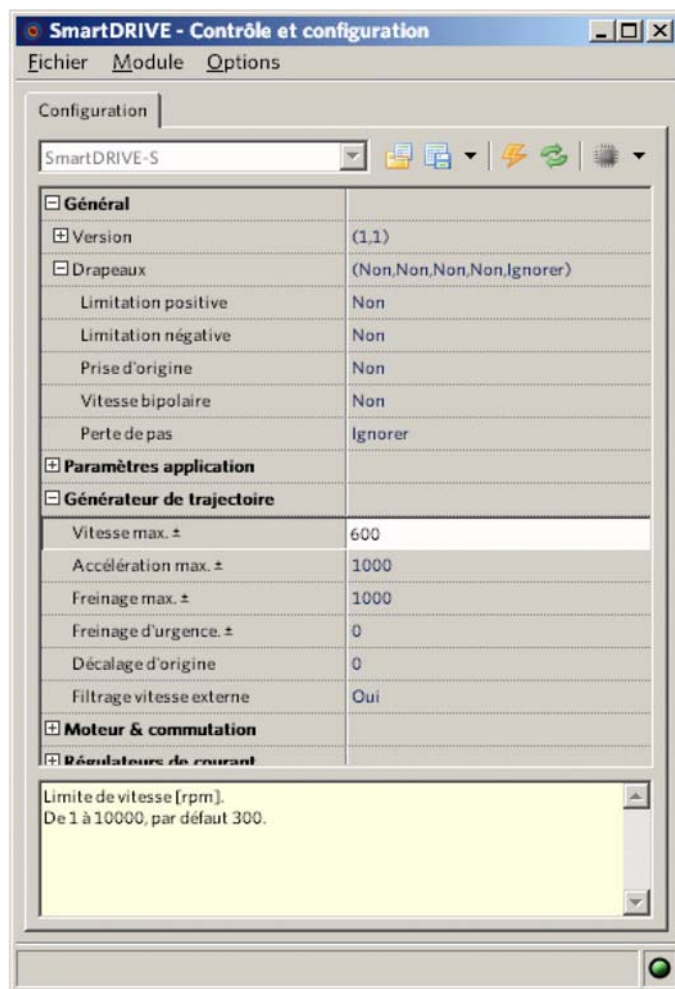 SmartDRIVE - Contrôle et configuration
Fichier Module Options
Configuration
SmartDRIVE-S
Général
Version (1,1)
Drapeaux (Non,Non,Non,Non,Ignorer)
Limitation positive Non
Limitation négative Non
Prise d'origine Non
Vitesse bipolaire Non
Perte de pas Ignorer
Paramètres application
Générateur de trajectoire
Vitesse max. ± 600
Accélération max. ± 1000
Freinage max. ± 1000
Freinage d'urgence. ± 0
Décalage d'origine 0
Filtrage vitesse externe Oui
Moteur & commutation
Régulateurs de courant
Limite de vitesse [rpm].
De 1 à 10000, par défaut 300.